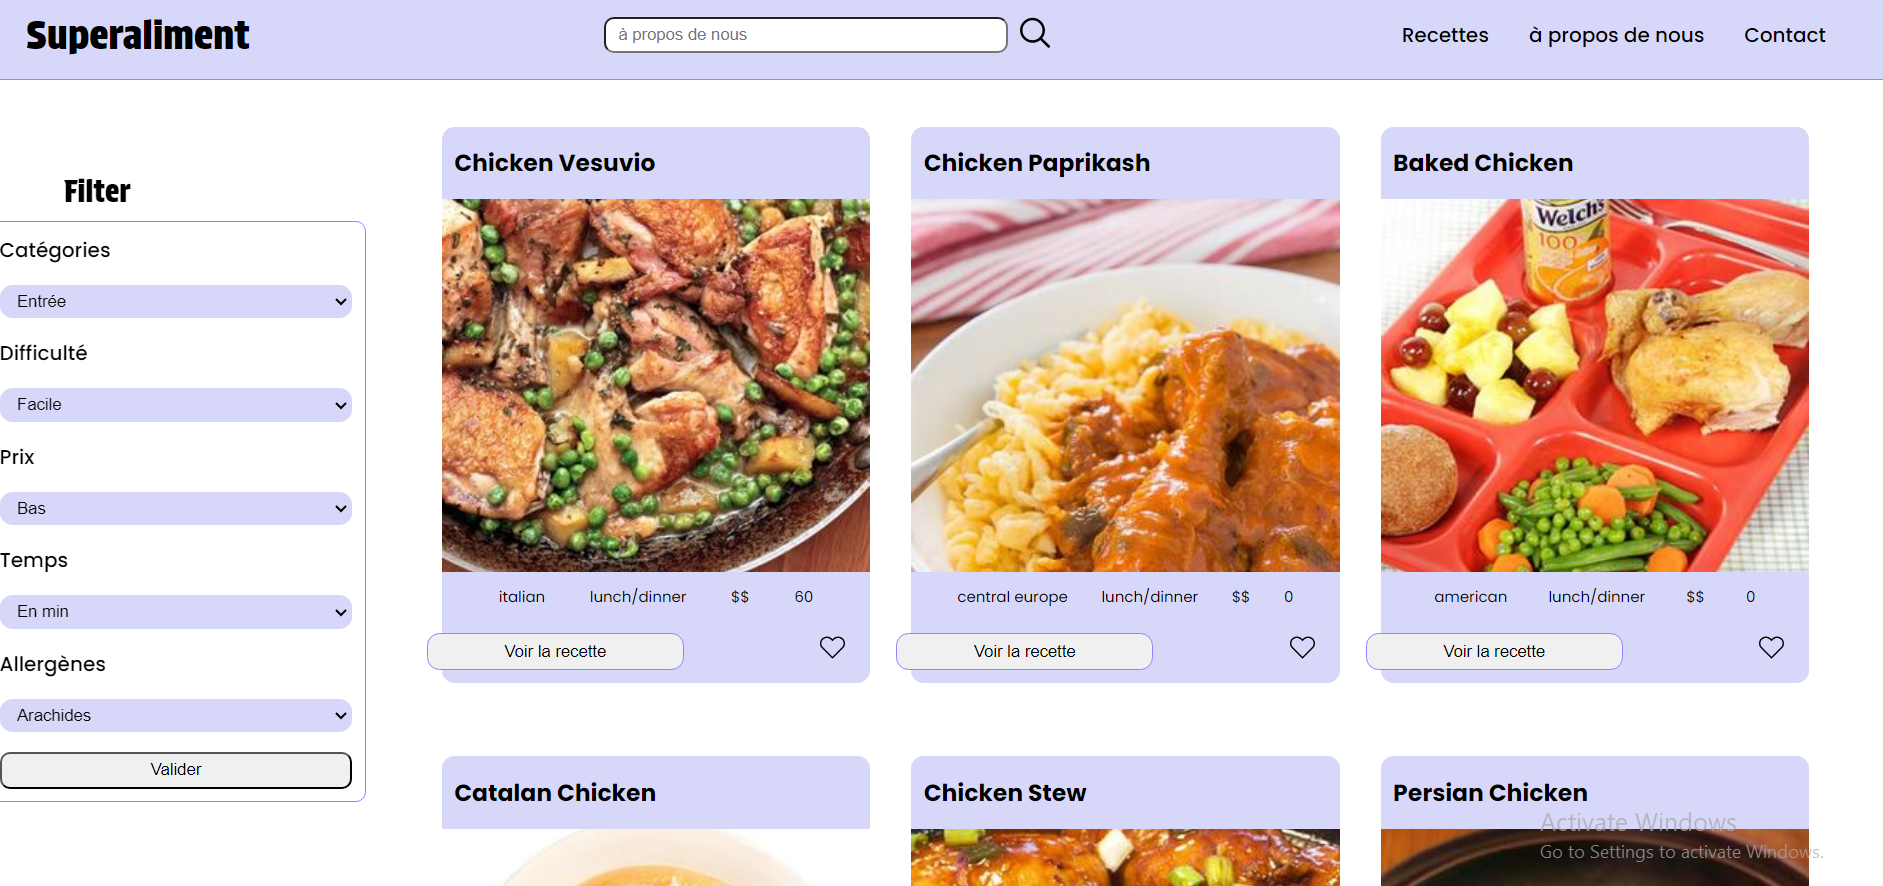 Superaliment
à propos de nous
Recettes
à propos de nous
Contact
Filter
Catégories
Entrée
Difficulté
Facile
Prix
Bas
Temps
En min
Allergènes
Arachides
Valider
Chicken Vesuvio
italian lunch/dinner $$ 60
Voir la recette
Chicken Paprikash
central europe lunch/dinner $$ 0
Voir la recette
Baked Chicken
Welch's
100
american lunch/dinner $$ 0
Voir la recette
Catalan Chicken
Chicken Stew
Persian Chicken
Activate Windows
Go to Settings to activate Windows.